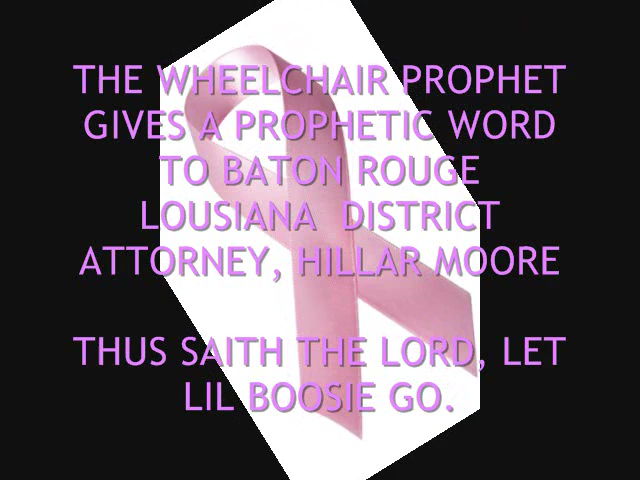 THE WHEELCHAIR PROPHET
GIVES A PROPHETIC WORD
TO BATON ROUGE
LOUSIANA DISTRICT
ATTORNEY, HILLAR MOORE
THUS SAITH THE LORD, LET
LIL BOOSIE GO.